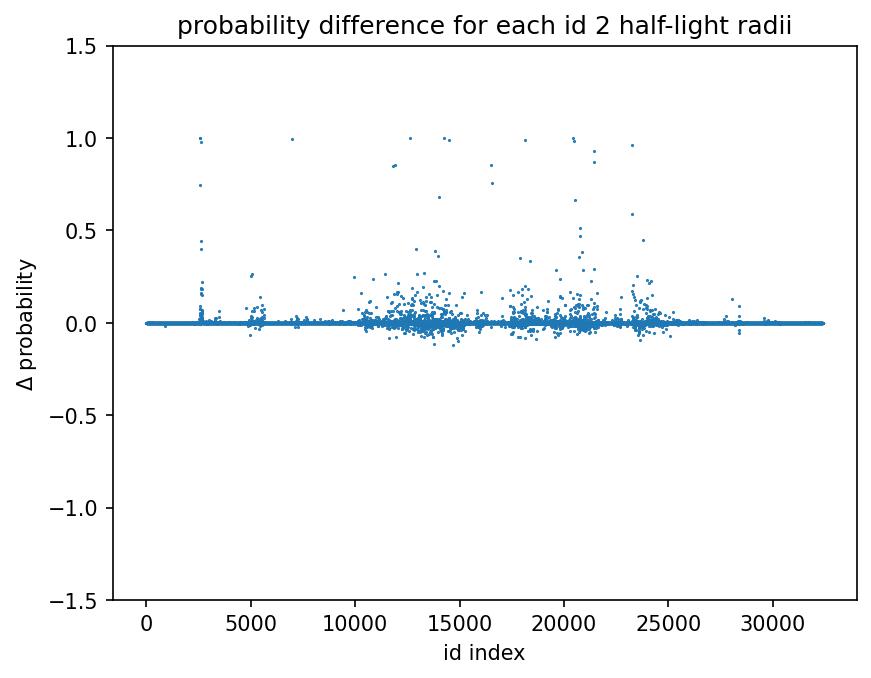 probability difference for each id 2 half-light radii
1.5
1.0
0.5
0.0
−0.5
−1.0
−1.5
Δ probability
0 5000 10000 15000 20000 25000 30000
id index